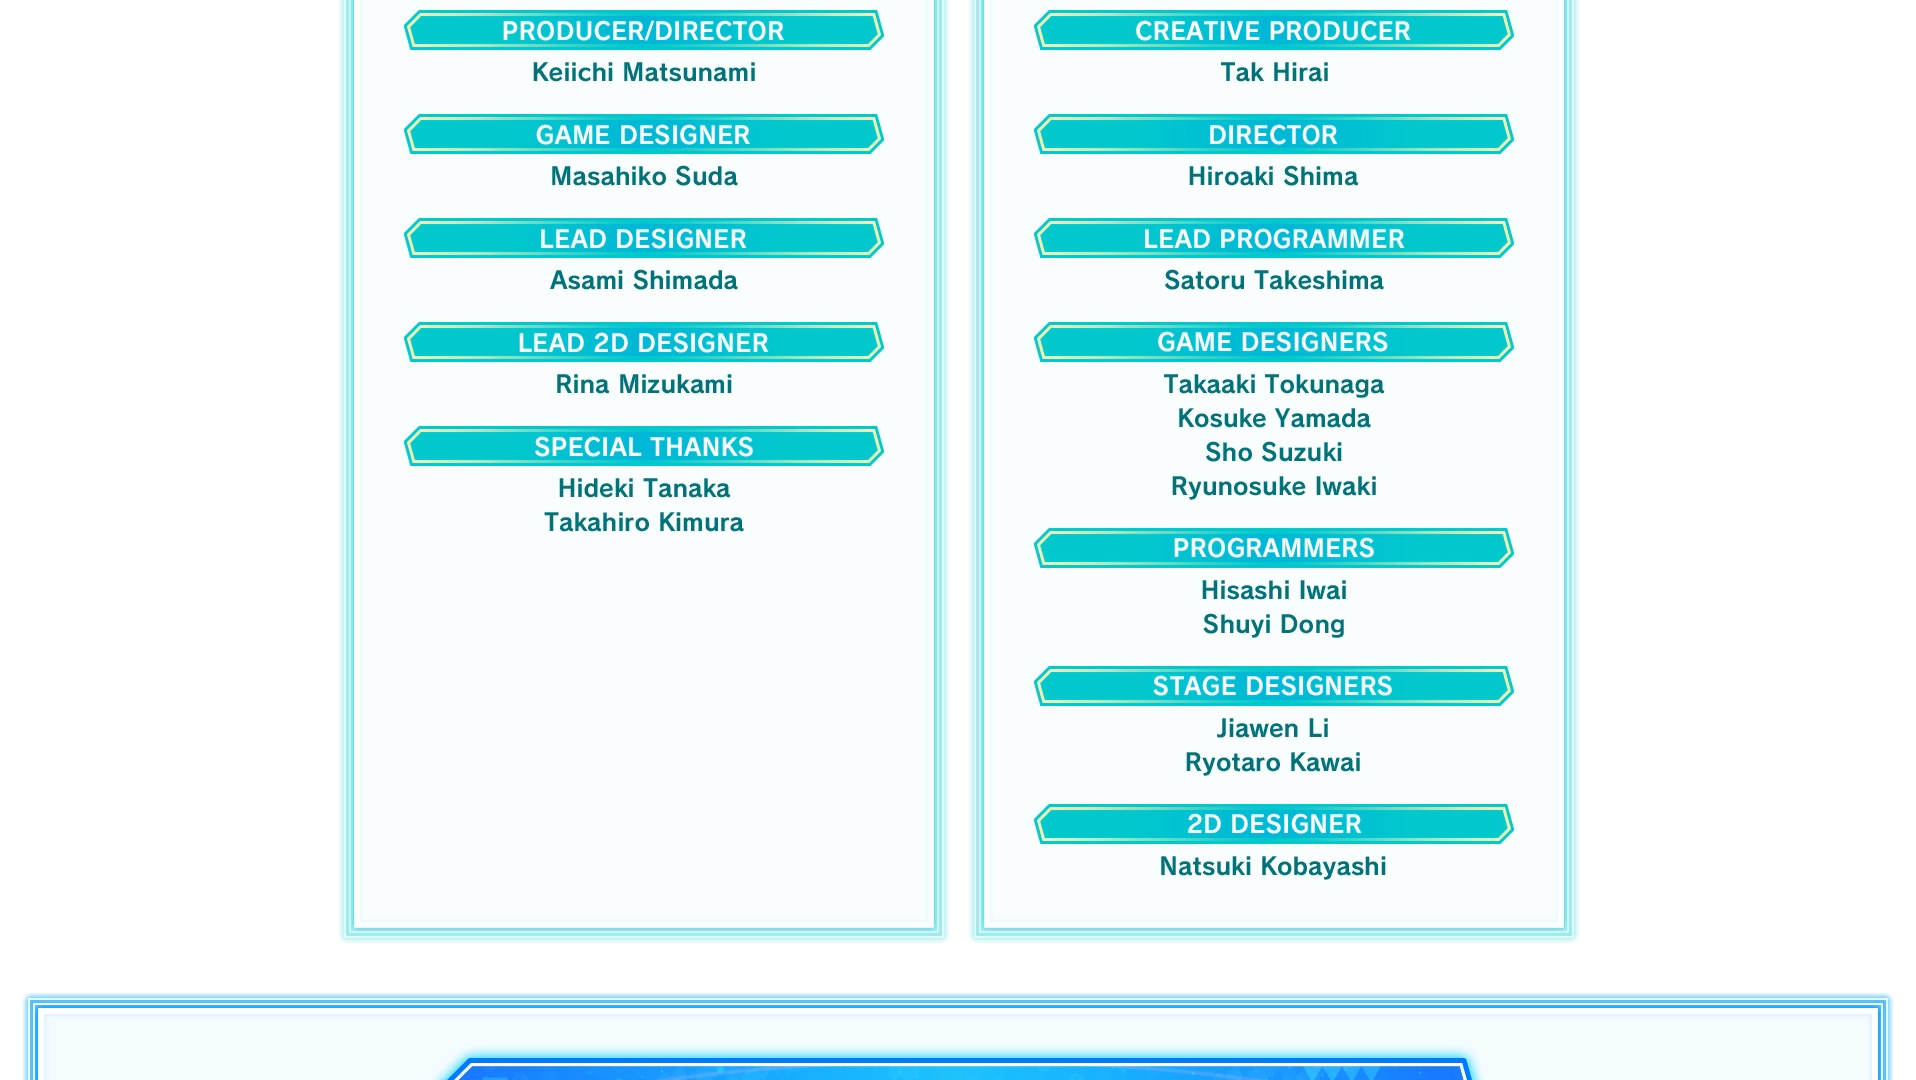 PRODUCER/DIRECTOR
Keiichi Matsunami
GAME DESIGNER
Masahiko Suda
LEAD DESIGNER
Asami Shimada
LEAD 2D DESIGNER
Rina Mizukami
SPECIAL THANKS
Hideki Tanaka
Takahiro Kimura
CREATIVE PRODUCER
Tak Hirai
DIRECTOR
Hiroaki Shima
LEAD PROGRAMMER
Satoru Takeshima
GAME DESIGNERS
Takaaki Tokunaga
Kosuke Yamada
Sho Suzuki
Ryunosuke Iwaki
PROGRAMMERS
Hisashi Iwai
Shuyi Dong
STAGE DESIGNERS
Jiawen Li
Ryotaro Kawai
2D DESIGNER
Natsuki Kobayashi